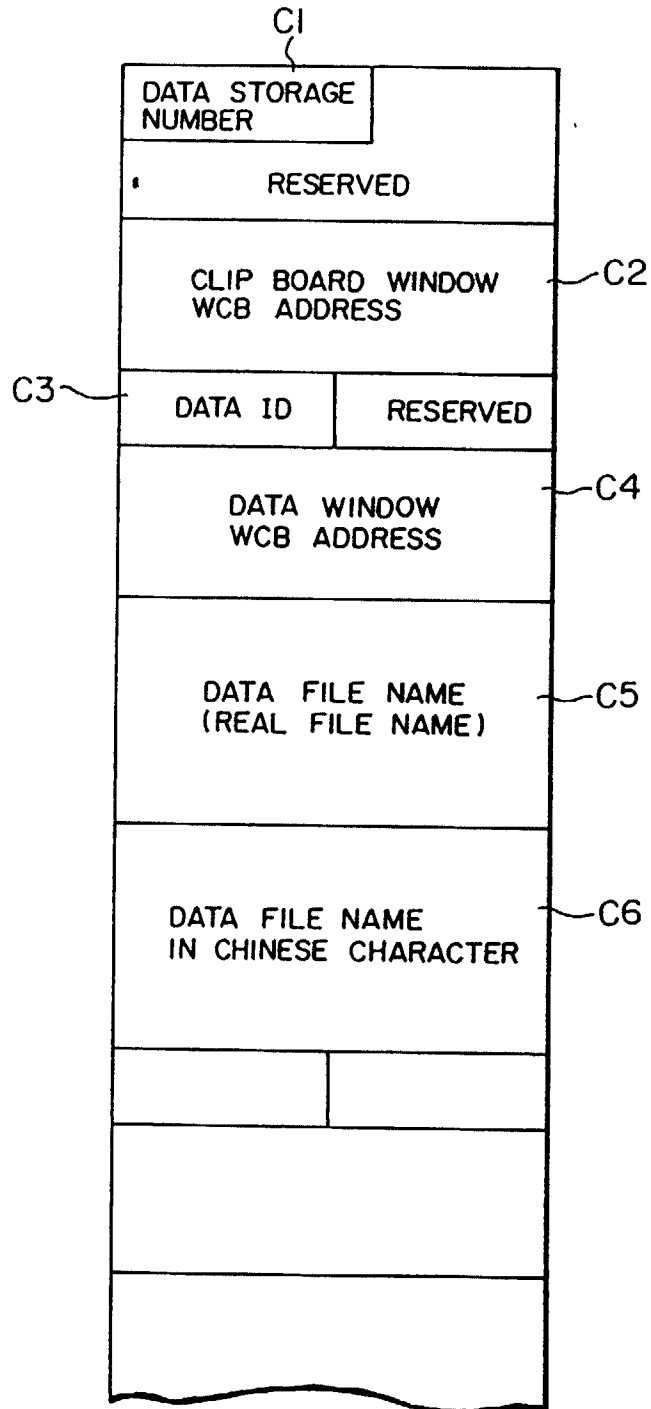 C1
DATA STORAGE
NUMBER
RESERVED
CLIP BOARD WINDOW
WCB ADDRESS
C2
C3
DATA ID
RESERVED
DATA WINDOW
WCB ADDRESS
C4
DATA FILE NAME
(REAL FILE NAME)
C5
DATA FILE NAME
IN CHINESE CHARACTER
C6